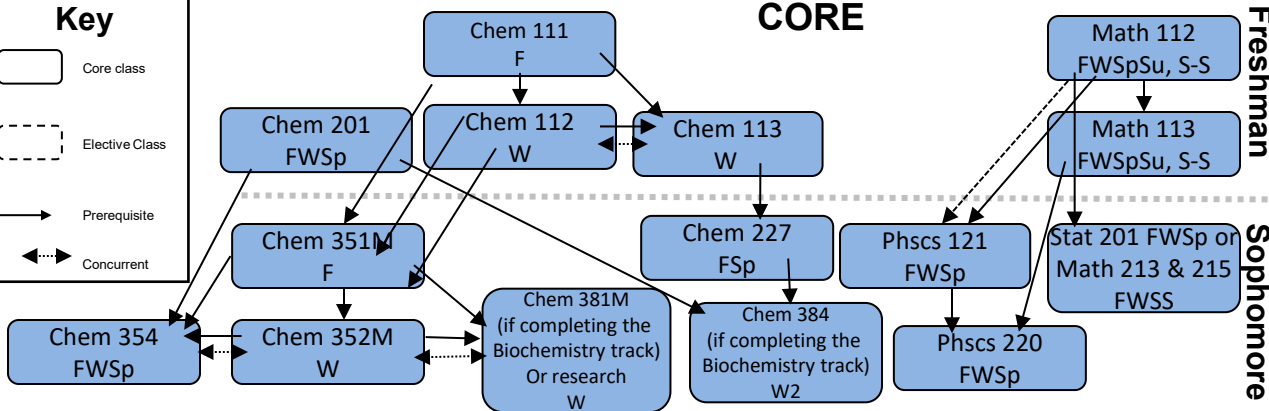 Key
Core class
Elective Class
Prerequisite
Concurrent
CORE
Freshman
Sophomore
Chem 111
F
Math 112
FWSpSu, S-S
Chem 201
FWSp
Chem 112
W
Chem 113
W
Math 113
FWSpSu, S-S
Chem 351M
F
Chem 227
FSp
Phscs 121
FWSp
Stat 201 FWSp or
Math 213 & 215
FWSS
Chem 354
FWSp
Chem 352M
W
Chem 381M
(if completing the
Biochemistry track)
Or research
W
Chem 384
(if completing the
Biochemistry track)
W2
Phscs 220
FWSp